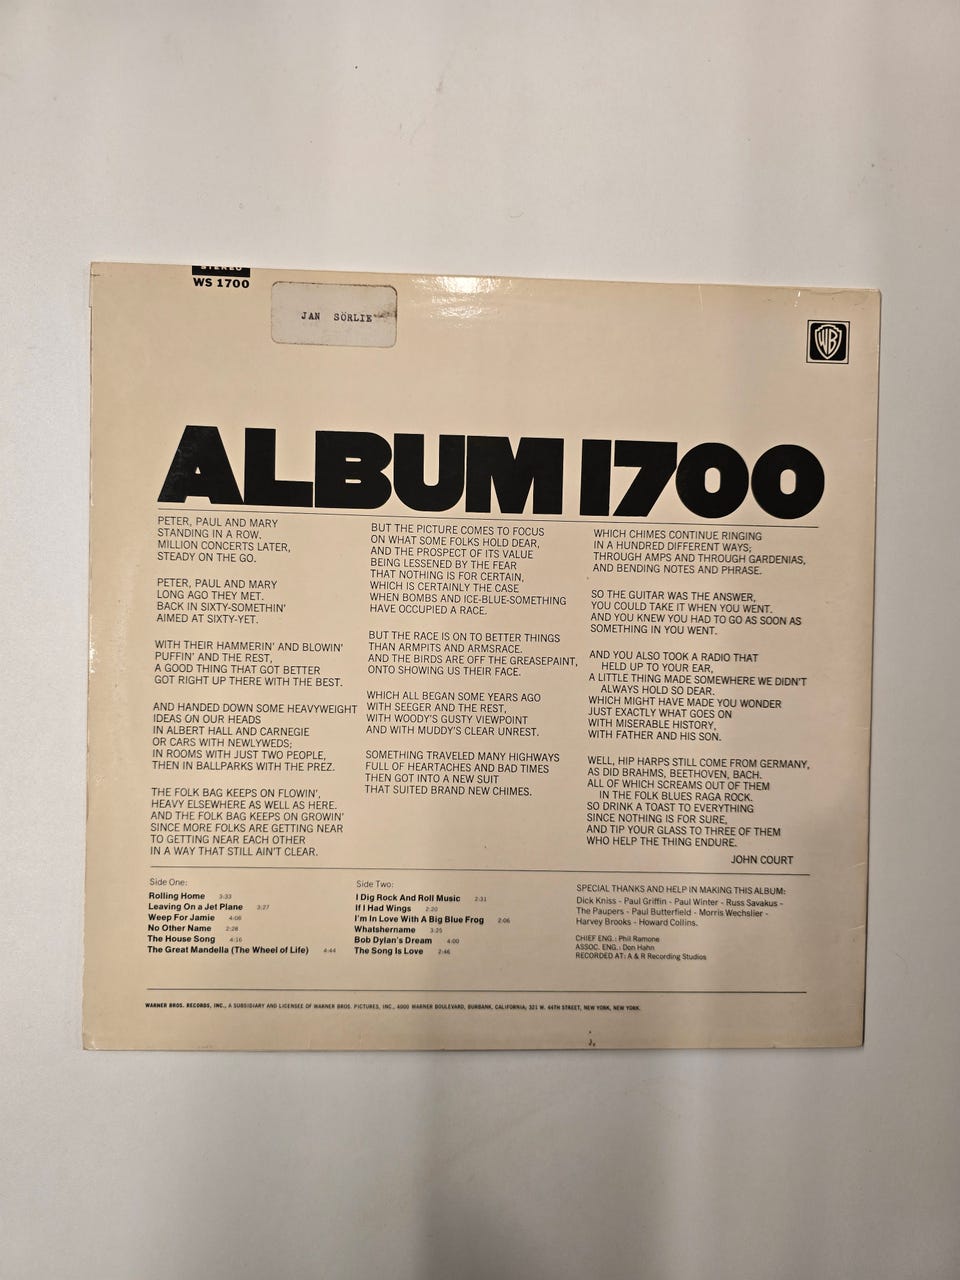 STEREO
WS 1700
JAN SÖRLIE
WB
ALBUM 1700
PETER, PAUL AND MARY
STANDING IN A ROW.
MILLION CONCERTS LATER,
STEADY ON THE GO.
PETER, PAUL AND MARY
LONG AGO THEY MET.
BACK IN SIXTY-SOMETHIN'
AIMED AT SIXTY-YET.
WITH THEIR HAMMERIN' AND BLOWIN'
PUFFIN' AND THE REST,
A GOOD THING THAT GOT BETTER
GOT RIGHT UP THERE WITH THE BEST.
AND HANDED DOWN SOME HEAVYWEIGHT
IDEAS ON OUR HEADS
IN ALBERT HALL AND CARNEGIE
OR CARS WITH NEWLYWEDS;
IN ROOMS WITH JUST TWO PEOPLE,
THEN IN BALLPARKS WITH THE PREZ.
THE FOLK BAG KEEPS ON FLOWIN',
HEAVY ELSEWHERE AS WELL AS HERE.
AND THE FOLK BAG KEEPS ON GROWIN'
SINCE MORE FOLKS ARE GETTING NEAR
TO GETTING NEAR EACH OTHER
IN A WAY THAT STILL AIN'T CLEAR.
BUT THE PICTURE COMES TO FOCUS
ON WHAT SOME FOLKS HOLD DEAR,
AND THE PROSPECT OF ITS VALUE
BEING LESSENED BY THE FEAR
THAT NOTHING IS FOR CERTAIN,
WHICH IS CERTAINLY THE CASE
WHEN BOMBS AND ICE-BLUE-SOMETHING
HAVE OCCUPIED A RACE.
BUT THE RACE IS ON TO BETTER THINGS
THAN ARMPITS AND ARMSRACE.
AND THE BIRDS ARE OFF THE GREASEPAINT,
ONTO SHOWING US THEIR FACE.
WHICH ALL BEGAN SOME YEARS AGO
WITH SEEGER AND THE REST,
WITH WOODY'S GUSTY VIEWPOINT
AND WITH MUDDY'S CLEAR UNREST.
SOMETHING TRAVELED MANY HIGHWAYS
FULL OF HEARTACHES AND BAD TIMES
THEN GOT INTO A NEW SUIT
THAT SUITED BRAND NEW CHIMES.
WHICH CHIMES CONTINUE RINGING
IN A HUNDRED DIFFERENT WAYS;
THROUGH AMPS AND THROUGH GARDENIAS,
AND BENDING NOTES AND PHRASE.
SO THE GUITAR WAS THE ANSWER,
YOU COULD TAKE IT WHEN YOU WENT.
AND YOU KNEW YOU HAD TO GO AS SOON AS
SOMETHING IN YOU WENT.
AND YOU ALSO TOOK A RADIO THAT
HELD UP TO YOUR EAR,
A LITTLE THING MADE SOMEWHERE WE DIDN'T
ALWAYS HOLD SO DEAR.
WHICH MIGHT HAVE MADE YOU WONDER
JUST EXACTLY WHAT GOES ON
WITH MISERABLE HISTORY,
WITH FATHER AND HIS SON.
WELL, HIP HARPS STILL COME FROM GERMANY,
AS DID BRAHMS, BEETHOVEN, BACH.
ALL OF WHICH SCREAMS OUT OF THEM
IN THE FOLK BLUES RAGA ROCK.
SO DRINK A TOAST TO EVERYTHING
SINCE NOTHING IS FOR SURE,
AND TIP YOUR GLASS TO THREE OF THEM
WHO HELP THE THING ENDURE.
JOHN COURT
Side One:
Rolling Home 3:33
Leaving On a Jet Plane 3:27
Weep For Jamie 4:06
No Other Name 2:28
The House Song 4:16
The Great Mandella (The Wheel of Life) 4:44
Side Two:
I Dig Rock And Roll Music 2:31
If I Had Wings 2:20
I'm In Love With A Big Blue Frog 2:06
Whatshername 3:25
Bob Dylan's Dream 4:00
The Song Is Love 2:46
SPECIAL THANKS AND HELP IN MAKING THIS ALBUM:
Dick Kniss - Paul Griffin - Paul Winter - Russ Savakus -
The Paupers - Paul Butterfield - Morris Wechslier -
Harvey Brooks - Howard Collins.
CHIEF ENG.: Phil Ramone
ASSOC. ENG.: Don Hahn
RECORDED AT: A & R Recording Studios
WARNER BROS. RECORDS, INC., A SUBSIDIARY AND LICENSEE OF WARNER BROS. PICTURES, INC., 4000 WARNER BOULEVARD, BURBANK, CALIFORNIA; 321 W. 44TH STREET, NEW YORK, NEW YORK.